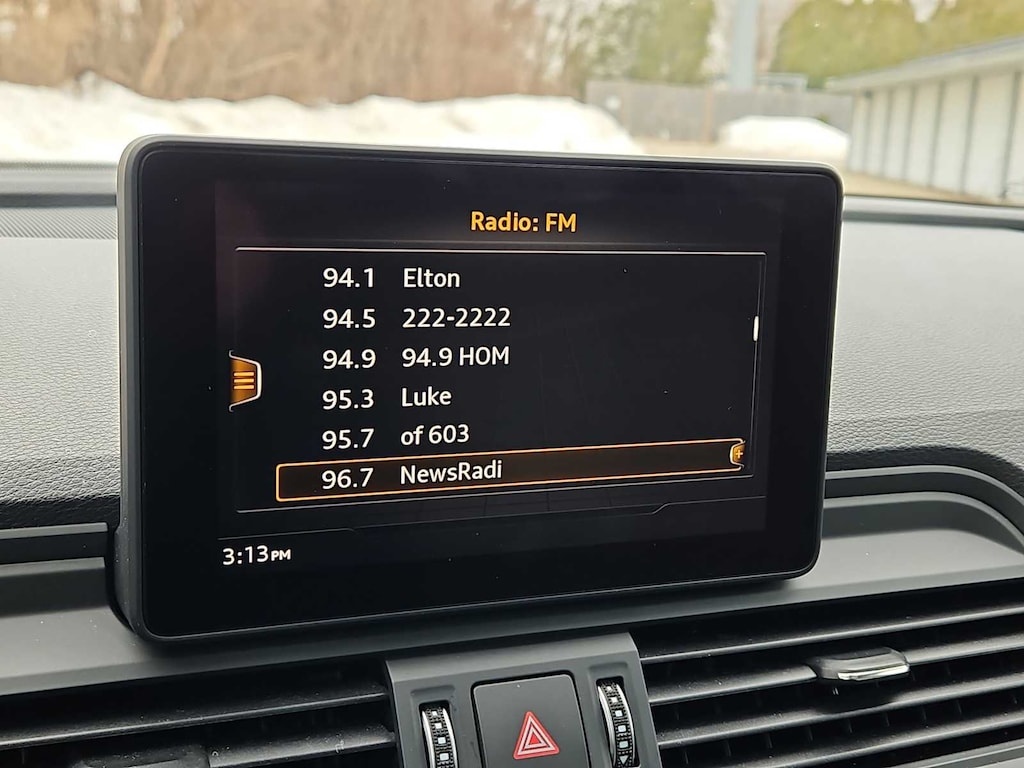 Radio: FM
94.1 Elton
94.5 222-2222
94.9 94.9 HOM
95.3 Luke
95.7 of 603
96.7 NewsRadi
3:13PM